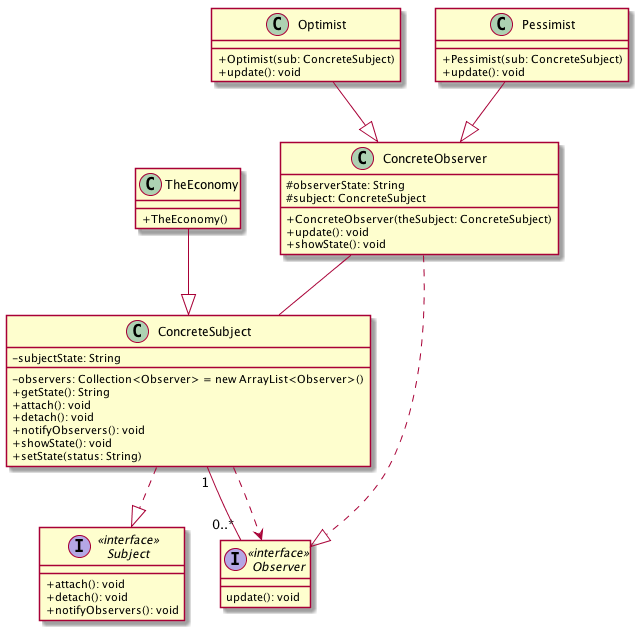 C Optimist
+Optimist(sub: ConcreteSubject)
+update(): void
C Pessimist
+Pessimist(sub: ConcreteSubject)
+update(): void
C ConcreteObserver
#observerState: String
#subject: ConcreteSubject
+ConcreteObserver(theSubject: ConcreteSubject)
+update(): void
+showState(): void
C TheEconomy
+TheEconomy()
C ConcreteSubject
-subjectState: String
-observers: Collection<Observer> = new ArrayList<Observer>()
+getState(): String
+attach(): void
+detach(): void
+notifyObservers(): void
+showState(): void
+setState(status: String)
1
0..*
I «interface»
Subject
+attach(): void
+detach(): void
+notifyObservers(): void
I «interface»
Observer
update(): void